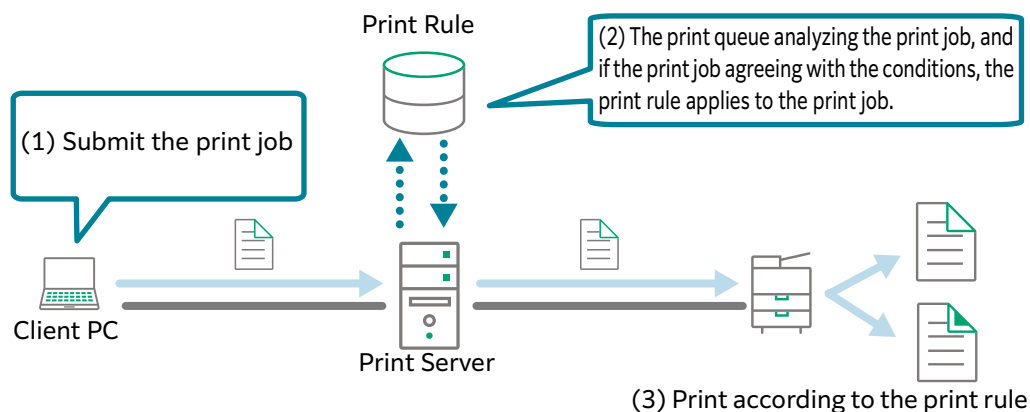 Print Rule
(2) The print queue analyzing the print job, and
if the print job agreeing with the conditions, the
print rule applies to the print job.
(1) Submit the print job
Client PC
Print Server
(3) Print according to the print rule